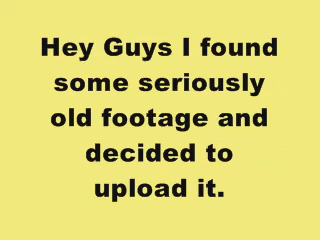 Hey Guys I found
some seriously
old footage and
decided to
upload it.